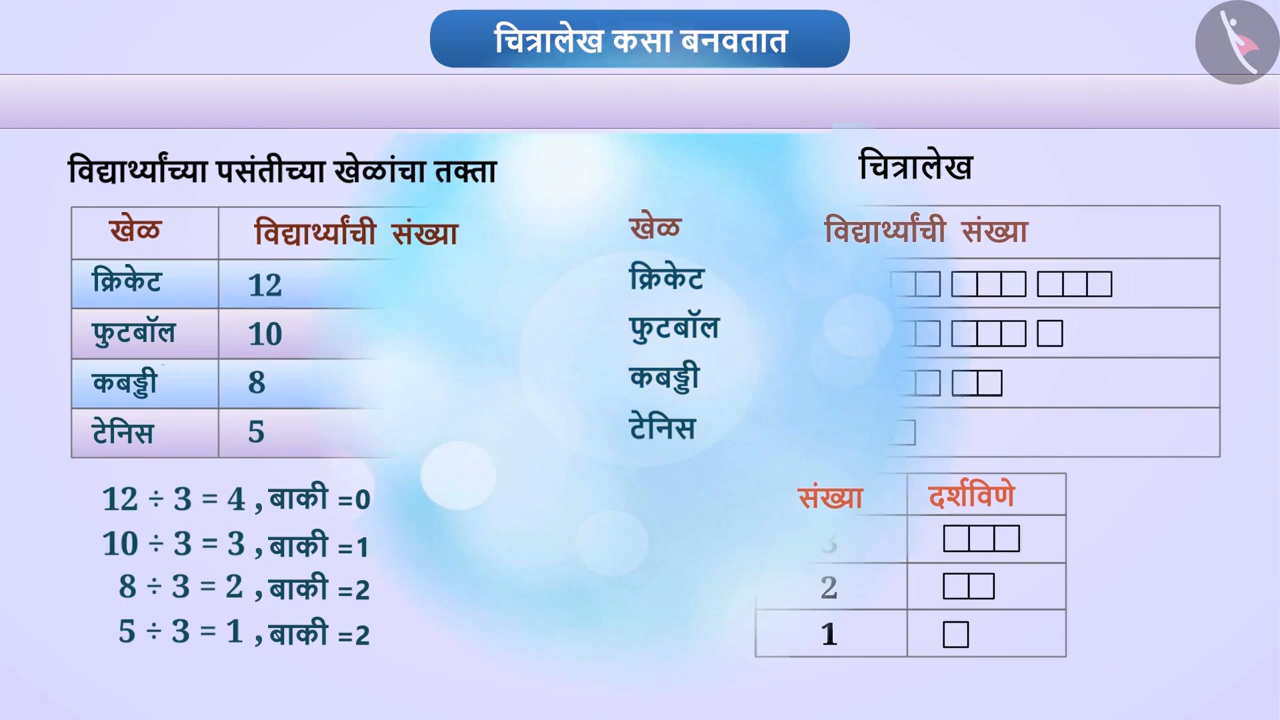 चित्रालेख कसा बनवतात
विद्यार्थ्यांच्या पसंतीच्या खेळांचा तक्ता
खेळ विद्यार्थ्यांची संख्या
क्रिकेट 12
फुटबॉल 10
कबड्डी 8
टेनिस 5
12 ÷ 3 = 4 , बाकी =0
10 ÷ 3 = 3 , बाकी =1
8 ÷ 3 = 2 , बाकी =2
5 ÷ 3 = 1 , बाकी =2
चित्रालेख
खेळ विद्यार्थ्यांची संख्या
क्रिकेट
फुटबॉल
कबड्डी
टेनिस
संख्या दर्शविणे
3
2
1